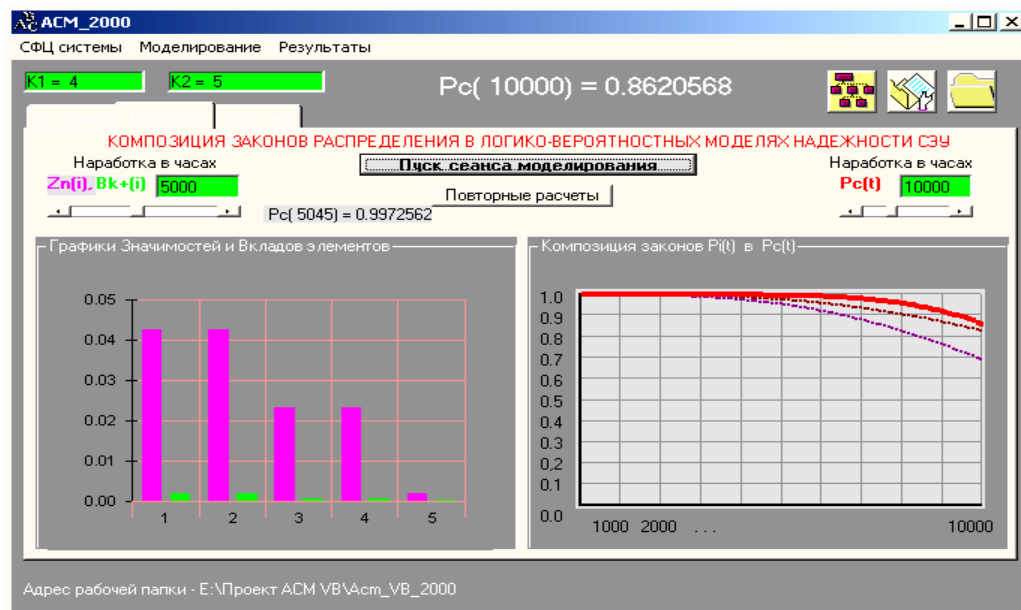 ACM_2000
СФЦ системы Моделирование Результаты
K1 = 4 K2 = 5 Pc( 10000) = 0.8620568
КОМПОЗИЦИЯ ЗАКОНОВ РАСПРЕДЕЛЕНИЯ В ЛОГИКО-ВЕРОЯТНОСТНЫХ МОДЕЛЯХ НАДЕЖНОСТИ СЭУ
Наработка в часах
Zn(i), Bk+(i) 5000
Пуск сеанса моделирования
Повторные расчеты
Pc( 5045) = 0.9972562
Наработка в часах
Pc(t) 10000
Графики Значимостей и Вкладов элементов
0.05
0.04
0.03
0.02
0.01
0.00
1 2 3 4 5
Композиция законов Pi(t) в Pc(t)
1.0
0.9
0.8
0.7
0.6
0.5
0.4
0.3
0,2
0.1
0.0
1000 2000 ... 10000
Адрес рабочей папки - E:\Проект АСМ VB\Acm_VB_2000